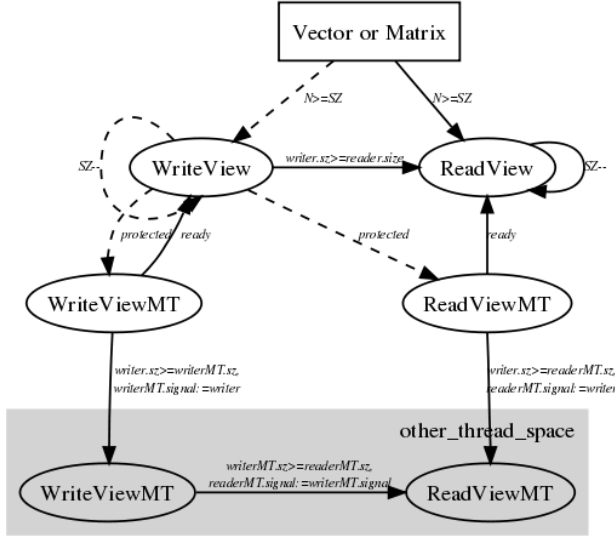 Vector or Matrix
N>=SZ
N>=SZ
SZ--
WriteView
writer.sz>=reader.size
ReadView
SZ--
protected
ready
protected
ready
WriteViewMT
ReadViewMT
writer.sz>=writerMT.sz,
writerMT.signal:=writer
writer.sz>=readerMT.sz,
readerMT.signal:=writer
other_thread_space
WriteViewMT
writerMT.sz>=readerMT.sz,
readerMT.signal:=writerMT.signal
ReadViewMT